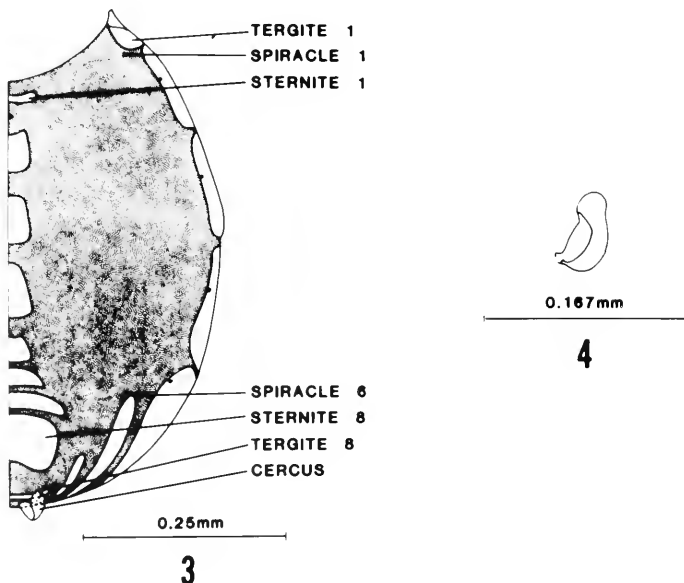 TERGITE 1
SPIRACLE 1
STERNITE 1
SPIRACLE 6
STERNITE 8
TERGITE 8
CERCUS
0.25mm
3
0.167mm
4